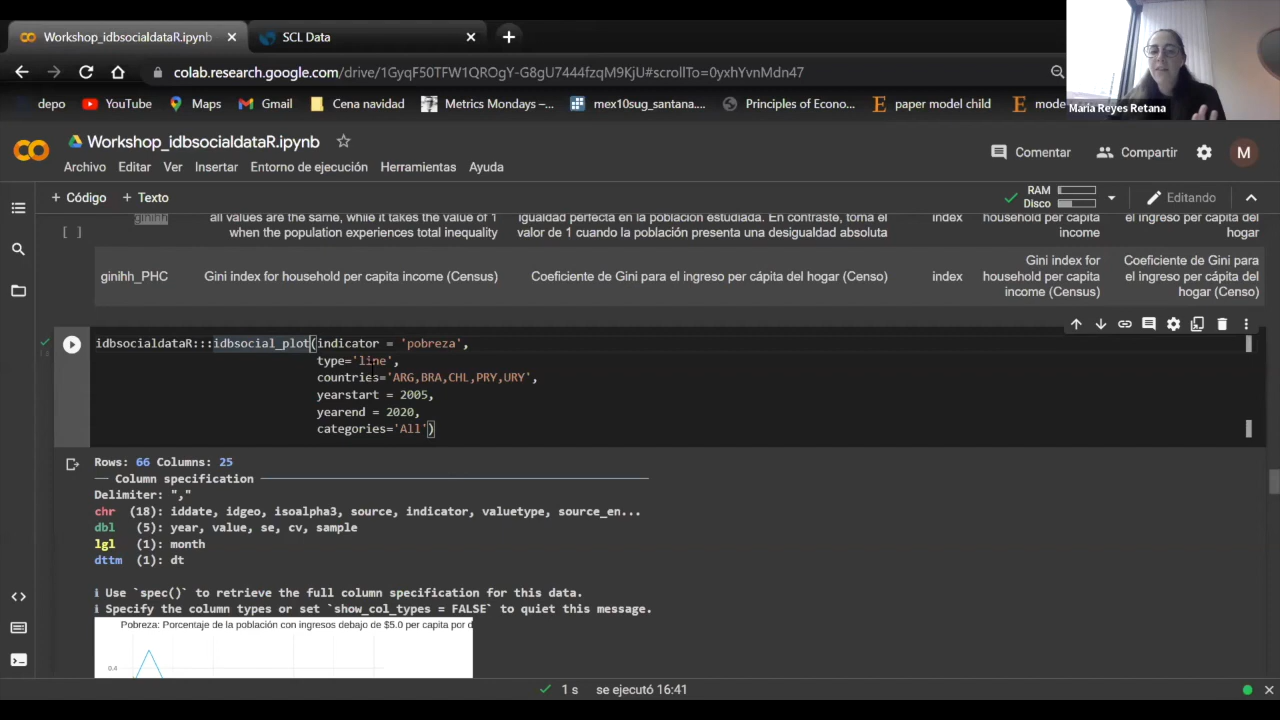 Workshop_idbsocialdataR.ipynb
SCL Data
colab.research.google.com/drive/1GyqF50TFW1QROgY-G8gU7444fzqM9KjU#scrollTo=0yxhYvnMdn47
depo
YouTube
Maps
Gmail
Cena navidad
Metrics Mondays –...
mex10sug_santana....
Principles of Econo...
paper model child
mode
María Reyes Retana
Workshop_idbsocialdataR.ipynb
Comentar
Compartir
M
Archivo Editar Ver Insertar Entorno de ejecución Herramientas Ayuda
+ Código + Texto
RAM
Disco
Editando
ginihh
all values are the same, while it takes the value of 1
when the population experiences total inequality
igualdad perfecta en la población estudiada. En contraste, toma el
valor de 1 cuando la población presenta una desigualdad absoluta
index
household per capita
income
el ingreso per cápita del
hogar
[ ]
ginihh_PHC
Gini index for household per capita income (Census)
Coeficiente de Gini para el ingreso per cápita del hogar (Censo)
index
Gini index for
household per capita
income (Census)
Coeficiente de Gini para
el ingreso per cápita del
hogar (Censo)
idbsocialdataR:::idbsocial_plot(indicator = 'pobreza',
type='line',
countries='ARG,BRA,CHL,PRY,URY',
yearstart = 2005,
yearend = 2020,
categories='All')
Rows: 66 Columns: 25
── Column specification
Delimiter: ","
chr (18): iddate, idgeo, isoalpha3, source, indicator, valuetype, source_en...
dbl (5): year, value, se, cv, sample
lgl (1): month
dttm (1): dt
ℹ Use `spec()` to retrieve the full column specification for this data.
ℹ Specify the column types or set `show_col_types = FALSE` to quiet this message.
Pobreza: Porcentaje de la población con ingresos debajo de $5.0 per capita por d
0.4
1 s se ejecutó 16:41